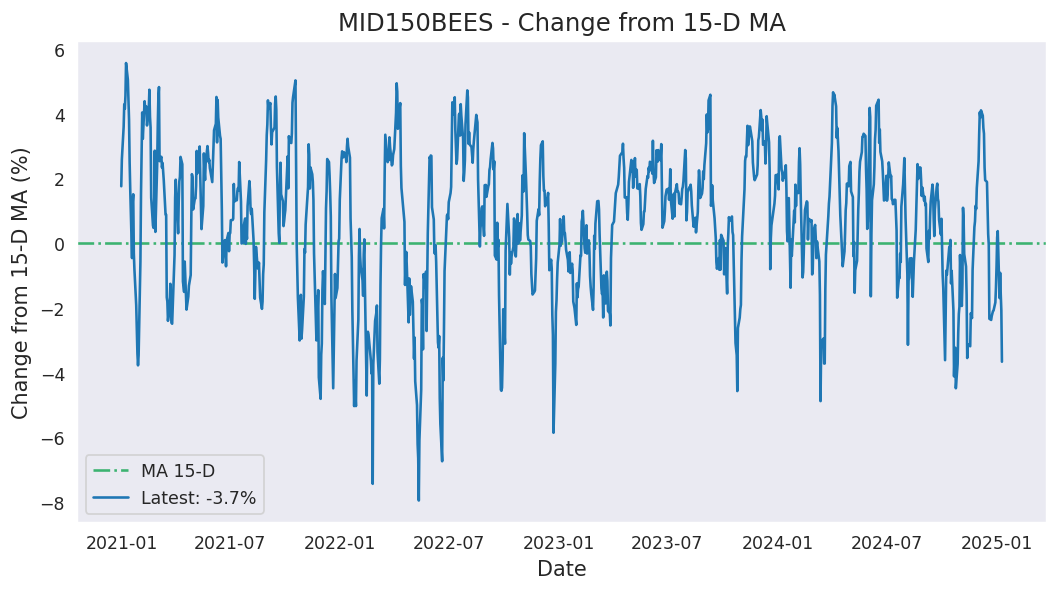 MID150BEES - Change from 15-D MA
Change from 15-D MA (%)
6
4
2
0
−2
−4
−6
−8
MA 15-D
Latest: -3.7%
2021-01 2021-07 2022-01 2022-07 2023-01 2023-07 2024-01 2024-07 2025-01
Date